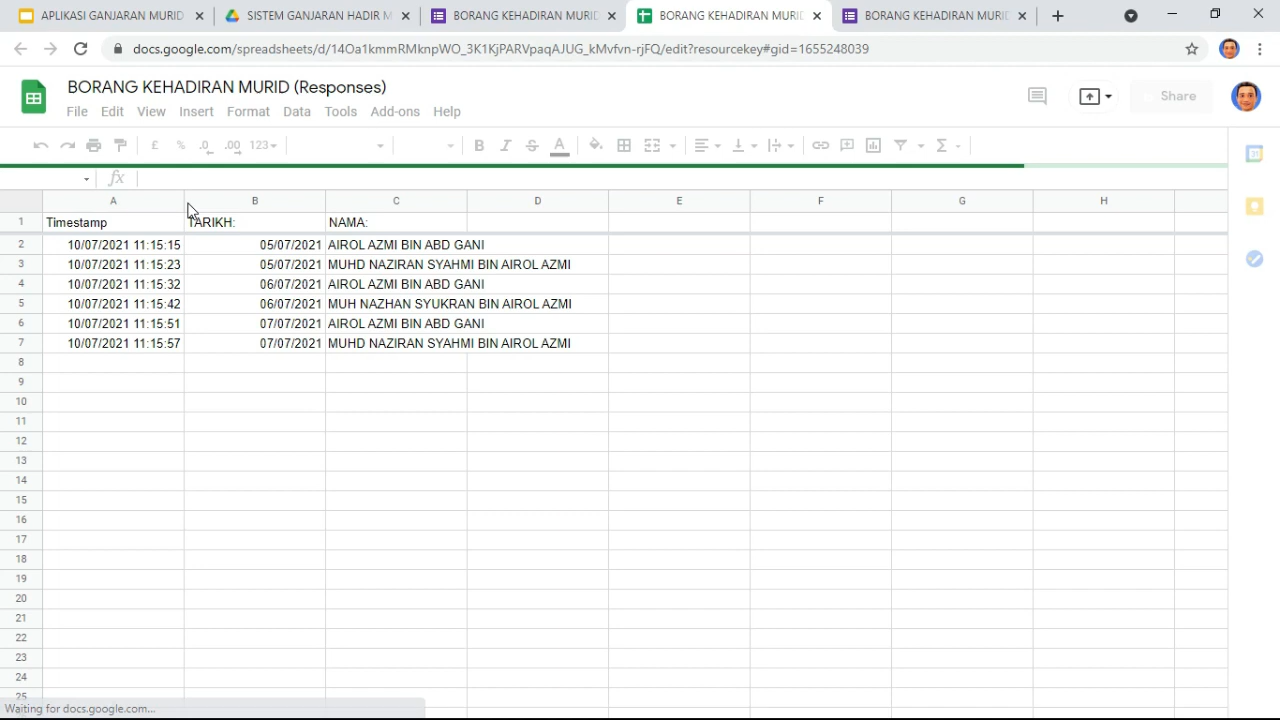 APLIKASI GANJARAN MURID
SISTEM GANJARAN HADIR M
BORANG KEHADIRAN MURID
BORANG KEHADIRAN MURID
BORANG KEHADIRAN MURID
docs.google.com/spreadsheets/d/14Oa1kmmRMknpWO_3K1KjPARVpaqAJUG_kMvfvn-rjFQ/edit?resourcekey#gid=1655248039
BORANG KEHADIRAN MURID (Responses)
File Edit View Insert Format Data Tools Add-ons Help
Share
£ % .0 .00 123
fx
A B C D E F G H
1 Timestamp TARIKH: NAMA:
2 10/07/2021 11:15:15 05/07/2021 AIROL AZMI BIN ABD GANI
3 10/07/2021 11:15:23 05/07/2021 MUHD NAZIRAN SYAHMI BIN AIROL AZMI
4 10/07/2021 11:15:32 06/07/2021 AIROL AZMI BIN ABD GANI
5 10/07/2021 11:15:42 06/07/2021 MUH NAZHAN SYUKRAN BIN AIROL AZMI
6 10/07/2021 11:15:51 07/07/2021 AIROL AZMI BIN ABD GANI
7 10/07/2021 11:15:57 07/07/2021 MUHD NAZIRAN SYAHMI BIN AIROL AZMI
8
9
10
11
12
13
14
15
16
17
18
19
20
21
22
23
24
25
Waiting for docs.google.com...